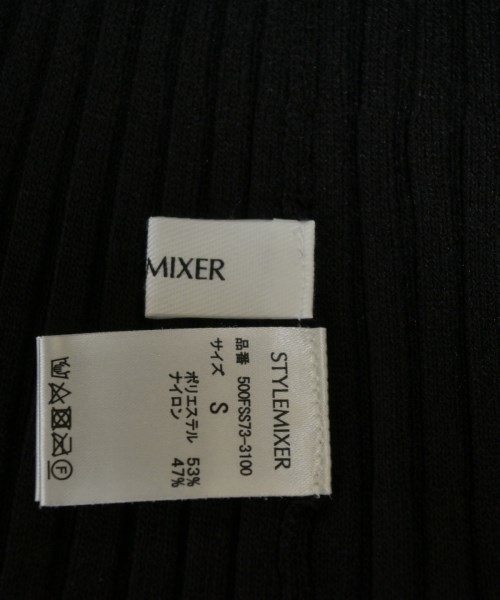 MIXER
STYLEMIXER
品番 500FSS73-3100
サイズ S
ポリエステル 53%
ナイロン 47%
F